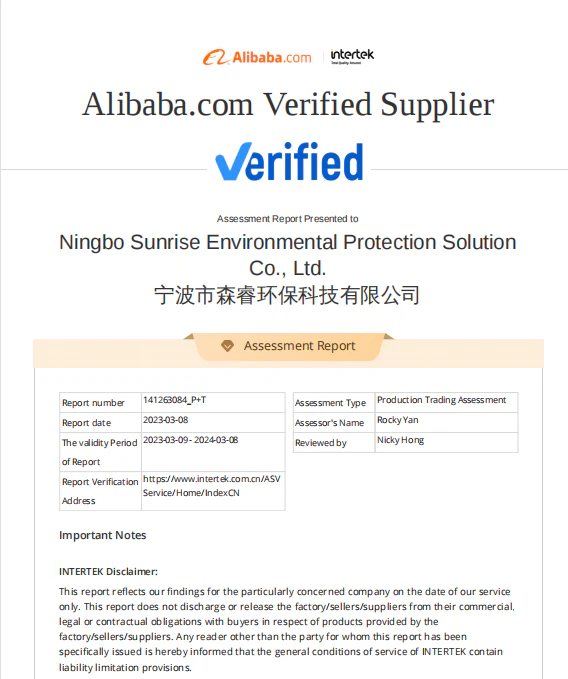 Alibaba.com intertek
Total Quality. Assured.
Alibaba.com Verified Supplier
Verified
Assessment Report Presented to
Ningbo Sunrise Environmental Protection Solution
Co., Ltd.
宁波市森睿环保科技有限公司
Assessment Report
Report number 141263084_P+T
Report date 2023-03-08
The validity Period of Report 2023-03-09 - 2024-03-08
Report Verification Address https://www.intertek.com.cn/ASV
Service/Home/IndexCN
Assessment Type Production Trading Assessment
Assessor's Name Rocky Yan
Reviewed by Nicky Hong
Important Notes
INTERTEK Disclaimer:
This report reflects our findings for the particularly concerned company on the date of our service
only. This report does not discharge or release the factory/sellers/suppliers from their commercial,
legal or contractual obligations with buyers in respect of products provided by the
factory/sellers/suppliers. Any reader other than the party for whom this report has been
specifically issued is hereby informed that the general conditions of service of INTERTEK contain
liability limitation provisions.